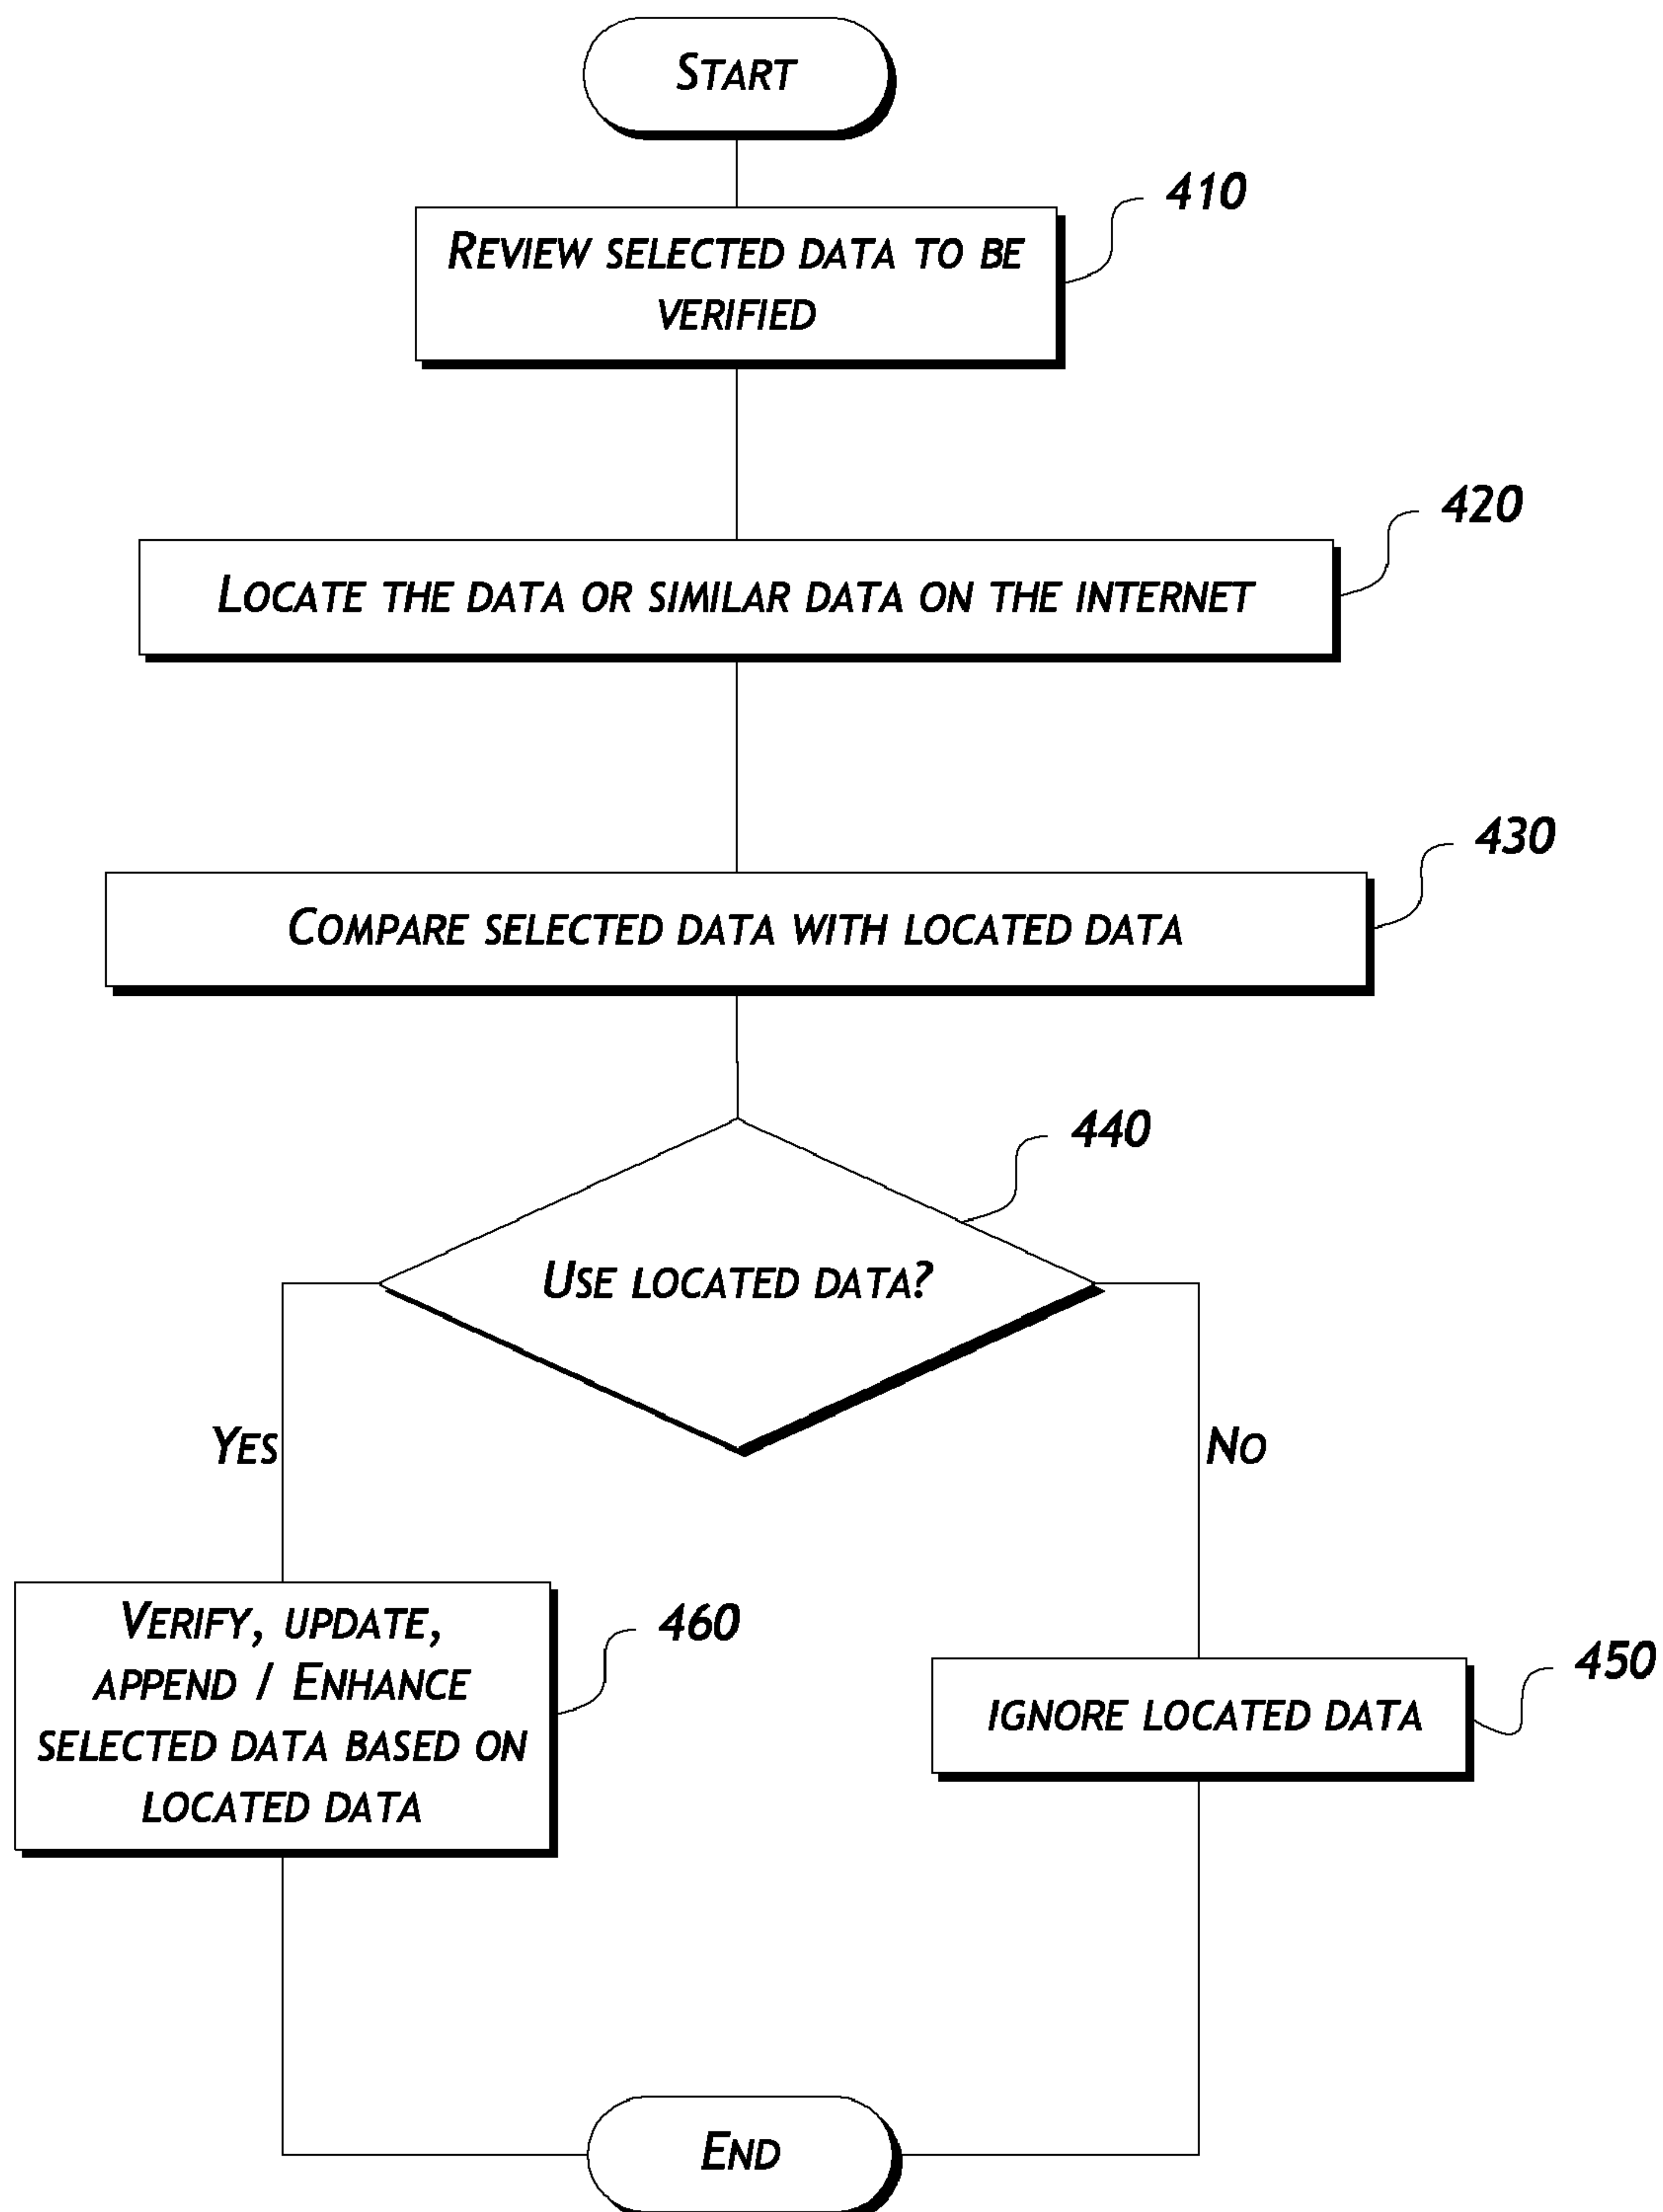 START
410
REVIEW SELECTED DATA TO BE
VERIFIED
420
LOCATE THE DATA OR SIMILAR DATA ON THE INTERNET
430
COMPARE SELECTED DATA WITH LOCATED DATA
440
USE LOCATED DATA?
YES
NO
VERIFY, UPDATE,
APPEND / ENHANCE
SELECTED DATA BASED ON
LOCATED DATA
460
IGNORE LOCATED DATA
450
END